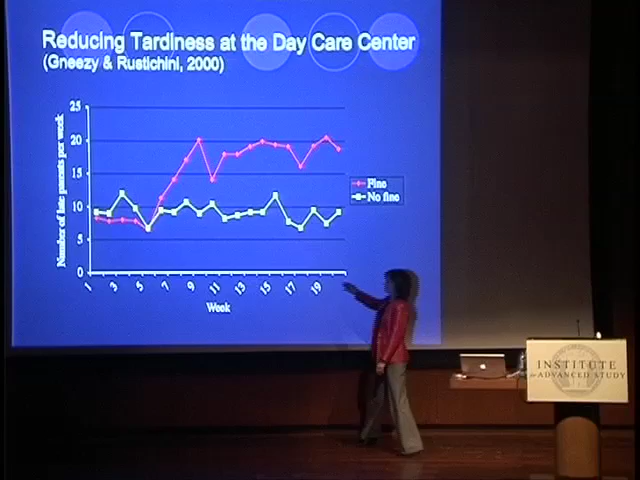 Reducing Tardiness at the Day Care Center
(Gneezy & Rustichini, 2000)
Number of late parents per week
25
20
15
10
5
0
1 3 5 7 9 11 13 15 17 19
Week
Fine
No fine
INSTITUTE
for ADVANCED STUDY